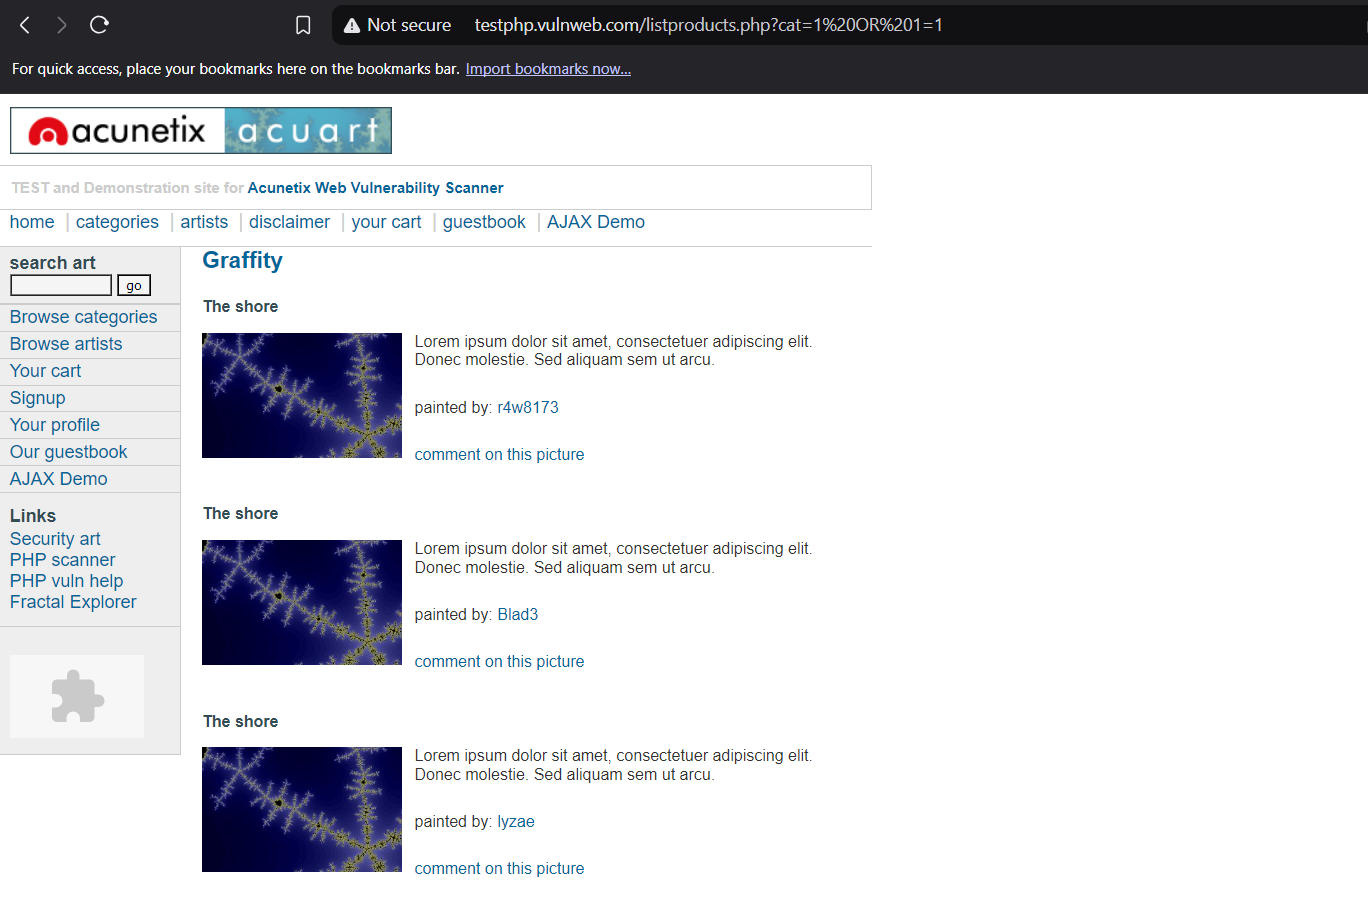 Not secure testphp.vulnweb.com/listproducts.php?cat=1%20OR%201=1
For quick access, place your bookmarks here on the bookmarks bar. Import bookmarks now...
acunetix acuart
TEST and Demonstration site for Acunetix Web Vulnerability Scanner
home | categories | artists | disclaimer | your cart | guestbook | AJAX Demo
search art
go
Browse categories
Browse artists
Your cart
Signup
Your profile
Our guestbook
AJAX Demo
Links
Security art
PHP scanner
PHP vuln help
Fractal Explorer
Graffity
The shore
Lorem ipsum dolor sit amet, consectetuer adipiscing elit.
Donec molestie. Sed aliquam sem ut arcu.
painted by: r4w8173
comment on this picture
The shore
Lorem ipsum dolor sit amet, consectetuer adipiscing elit.
Donec molestie. Sed aliquam sem ut arcu.
painted by: Blad3
comment on this picture
The shore
Lorem ipsum dolor sit amet, consectetuer adipiscing elit.
Donec molestie. Sed aliquam sem ut arcu.
painted by: lyzae
comment on this picture